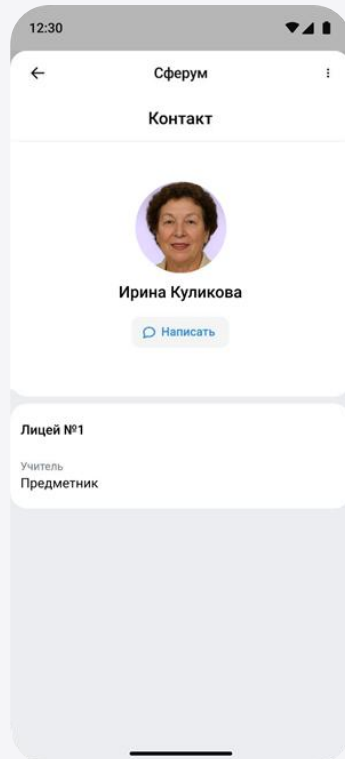 12:30
Сферум
Контакт
Ирина Куликова
Написать
Лицей №1
Учитель
Предметник